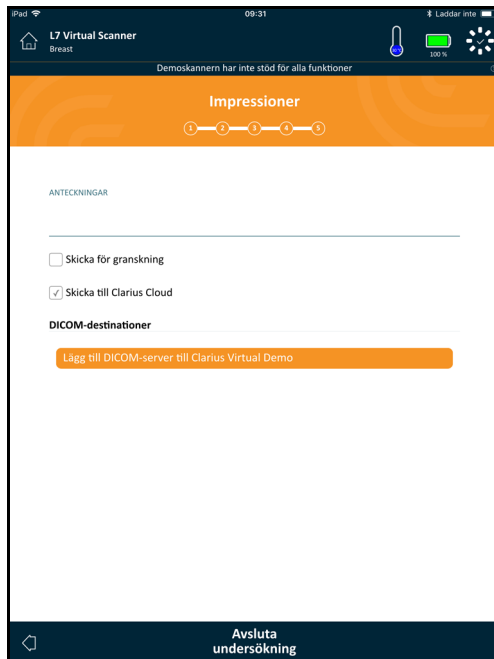 iPad 09:31 Laddar inte
L7 Virtual Scanner
Breast
100 %
Demoskannern har inte stöd för alla funktioner
Impressioner
1 2 3 4 5
ANTECKNINGAR
Skicka för granskning
Skicka till Clarius Cloud
DICOM-destinationer
Lägg till DICOM-server till Clarius Virtual Demo
Avsluta
undersökning